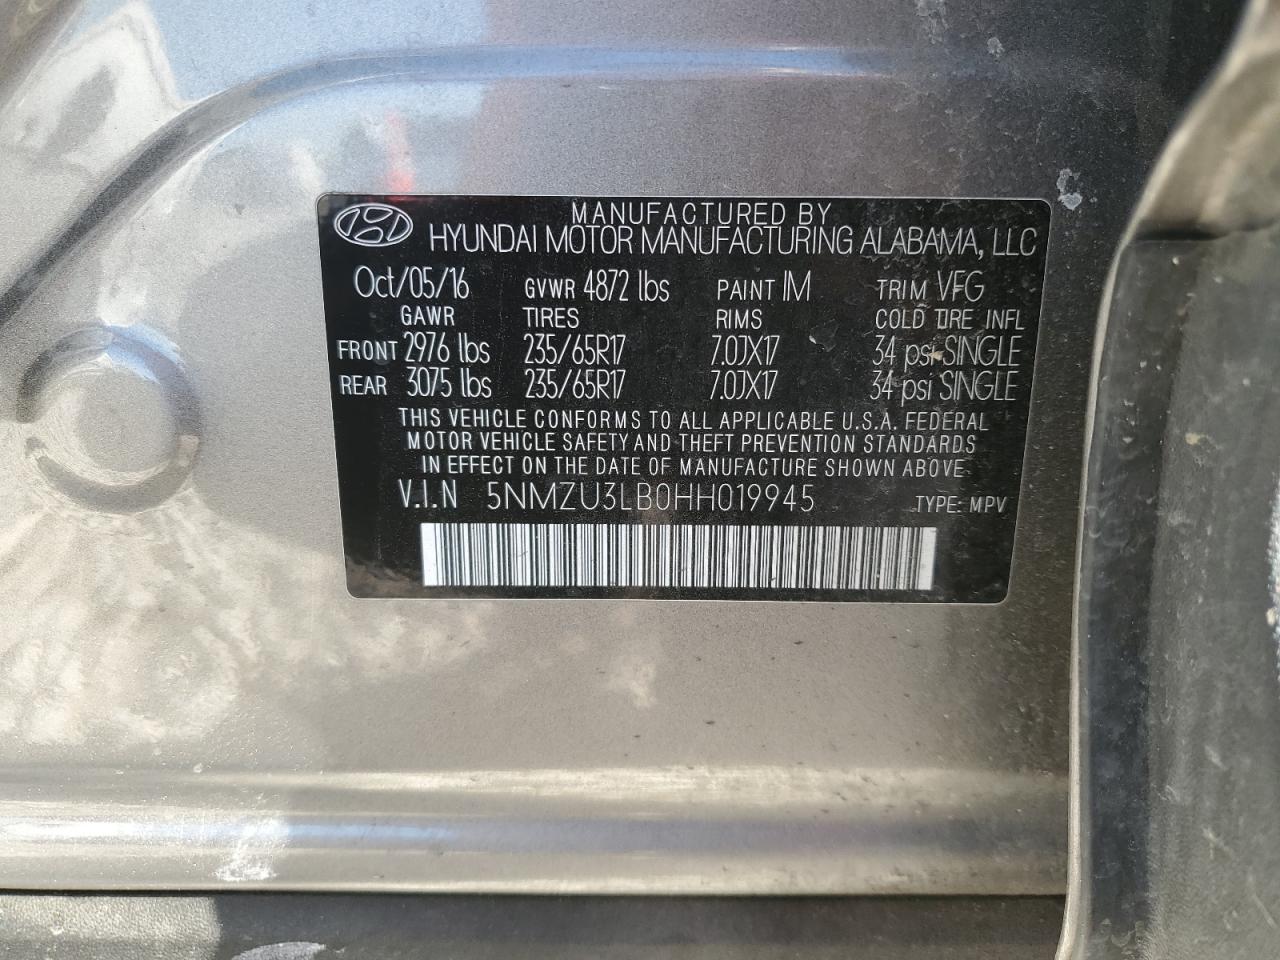 MANUFACTURED BY
HYUNDAI MOTOR MANUFACTURING ALABAMA, LLC
Oct/05/16 GVWR 4872 lbs PAINT IM TRIM VFG
GAWR TIRES RIMS COLD TIRE INFL
FRONT 2976 lbs 235/65R17 7.0JX17 34 psi SINGLE
REAR 3075 lbs 235/65R17 7.0JX17 34 psi SINGLE
THIS VEHICLE CONFORMS TO ALL APPLICABLE U.S.A. FEDERAL
MOTOR VEHICLE SAFETY AND THEFT PREVENTION STANDARDS
IN EFFECT ON THE DATE OF MANUFACTURE SHOWN ABOVE
V.I.N 5NMZU3LB0HH019945 TYPE: MPV